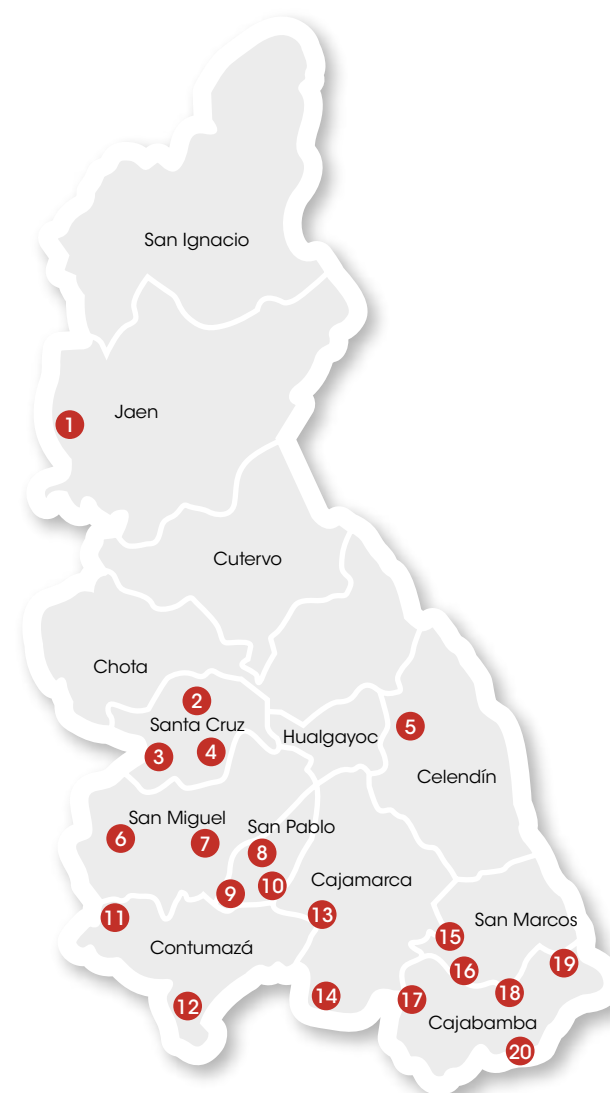 San Ignacio
Jaen
1
Cutervo
Chota
2
Santa Cruz
3
4
Hualgayoc
5
Celendín
San Miguel
6
7
San Pablo
8
9
10
Cajamarca
11
13
San Marcos
15
Contumazá
16
19
12
14
17
18
Cajabamba
20